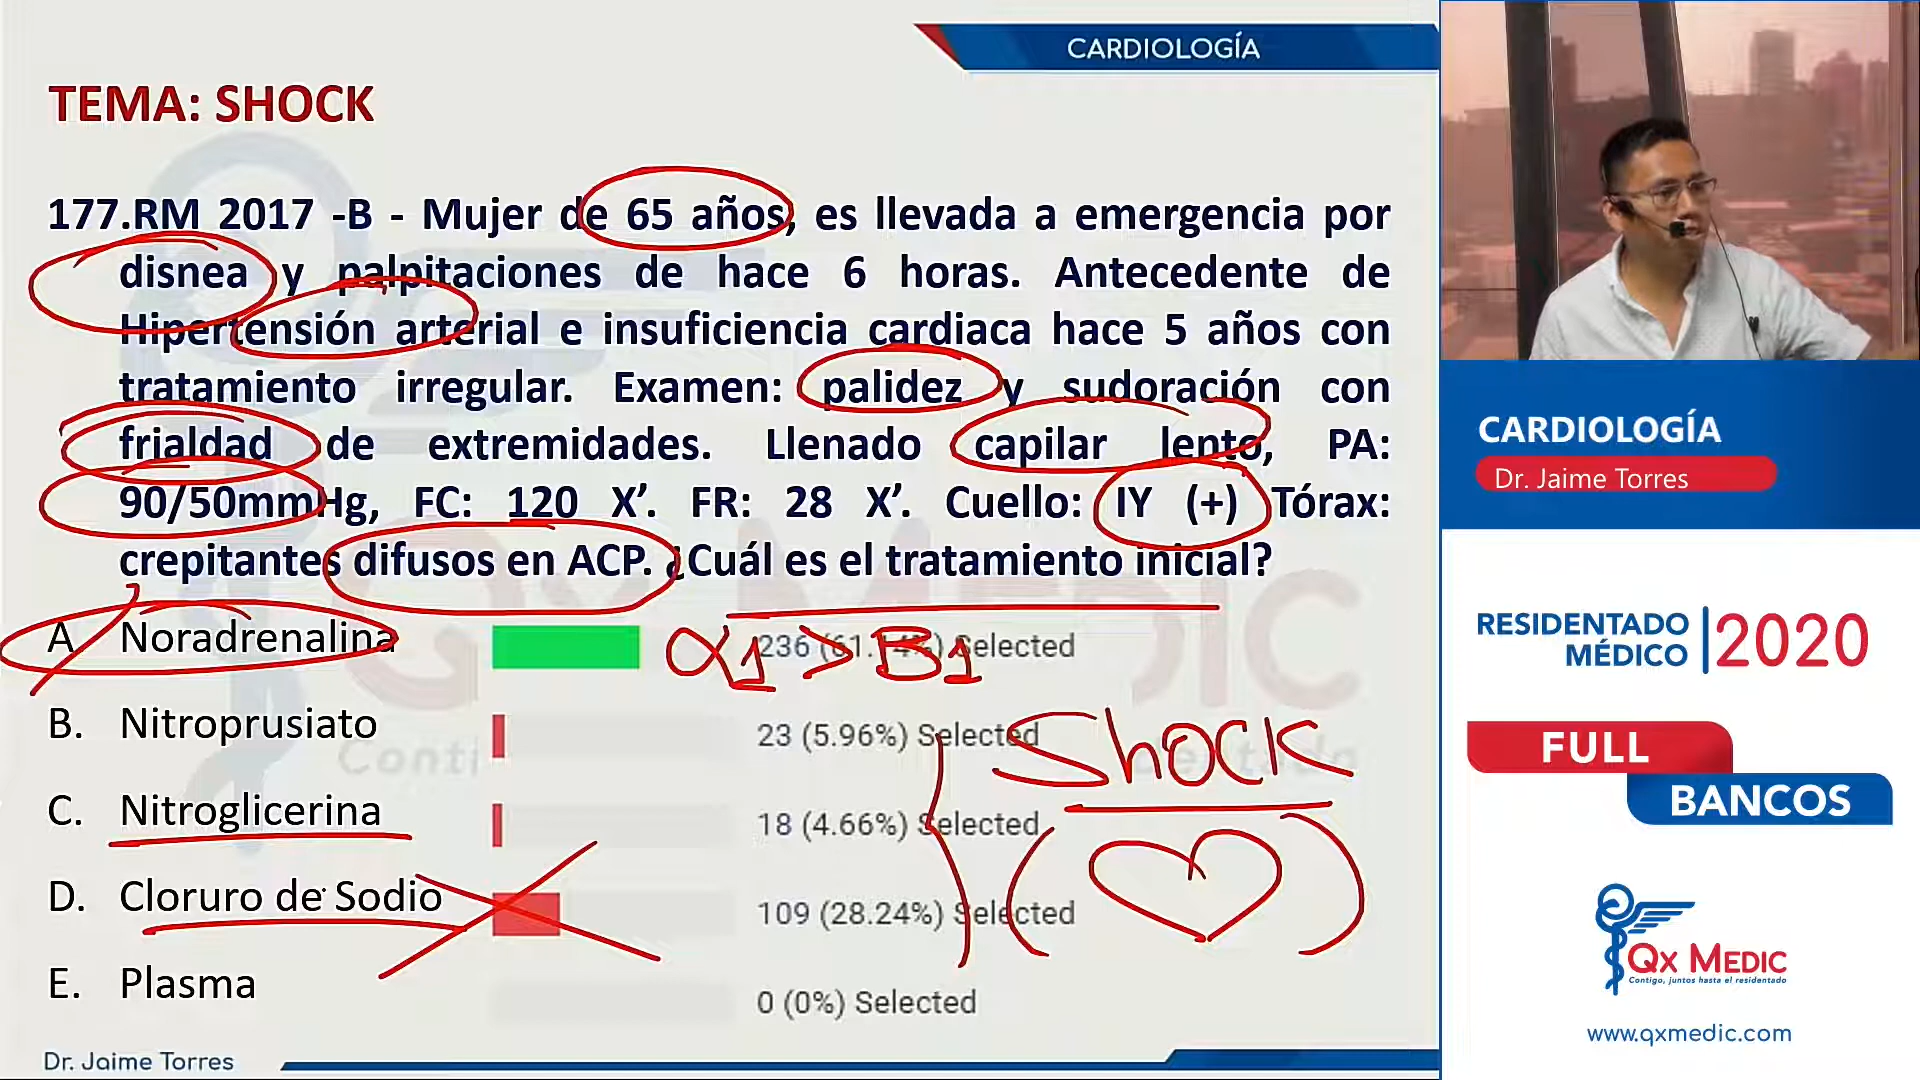 CARDIOLOGÍA
TEMA: SHOCK
177.RM 2017 -B - Mujer de 65 años, es llevada a emergencia por
disnea y palpitaciones de hace 6 horas. Antecedente de
Hipertensión arterial e insuficiencia cardiaca hace 5 años con
tratamiento irregular. Examen: palidez y sudoración con
frialdad de extremidades. Llenado capilar lento, PA:
90/50mmHg, FC: 120 X’. FR: 28 X’. Cuello: IY (+) Tórax:
crepitantes difusos en ACP. ¿Cuál es el tratamiento inicial?
A. Noradrenalina
236 (61.14%) Selected
α1 > B1
B. Nitroprusiato
23 (5.96%) Selected
Shock
C. Nitroglicerina
18 (4.66%) Selected
D. Cloruro de Sodio
109 (28.24%) Selected
E. Plasma
0 (0%) Selected
Dr. Jaime Torres
CARDIOLOGÍA
Dr. Jaime Torres
RESIDENTADO
MÉDICO
2020
FULL
BANCOS
Qx MEDIC
Contigo, juntos hasta el residentado
www.qxmedic.com